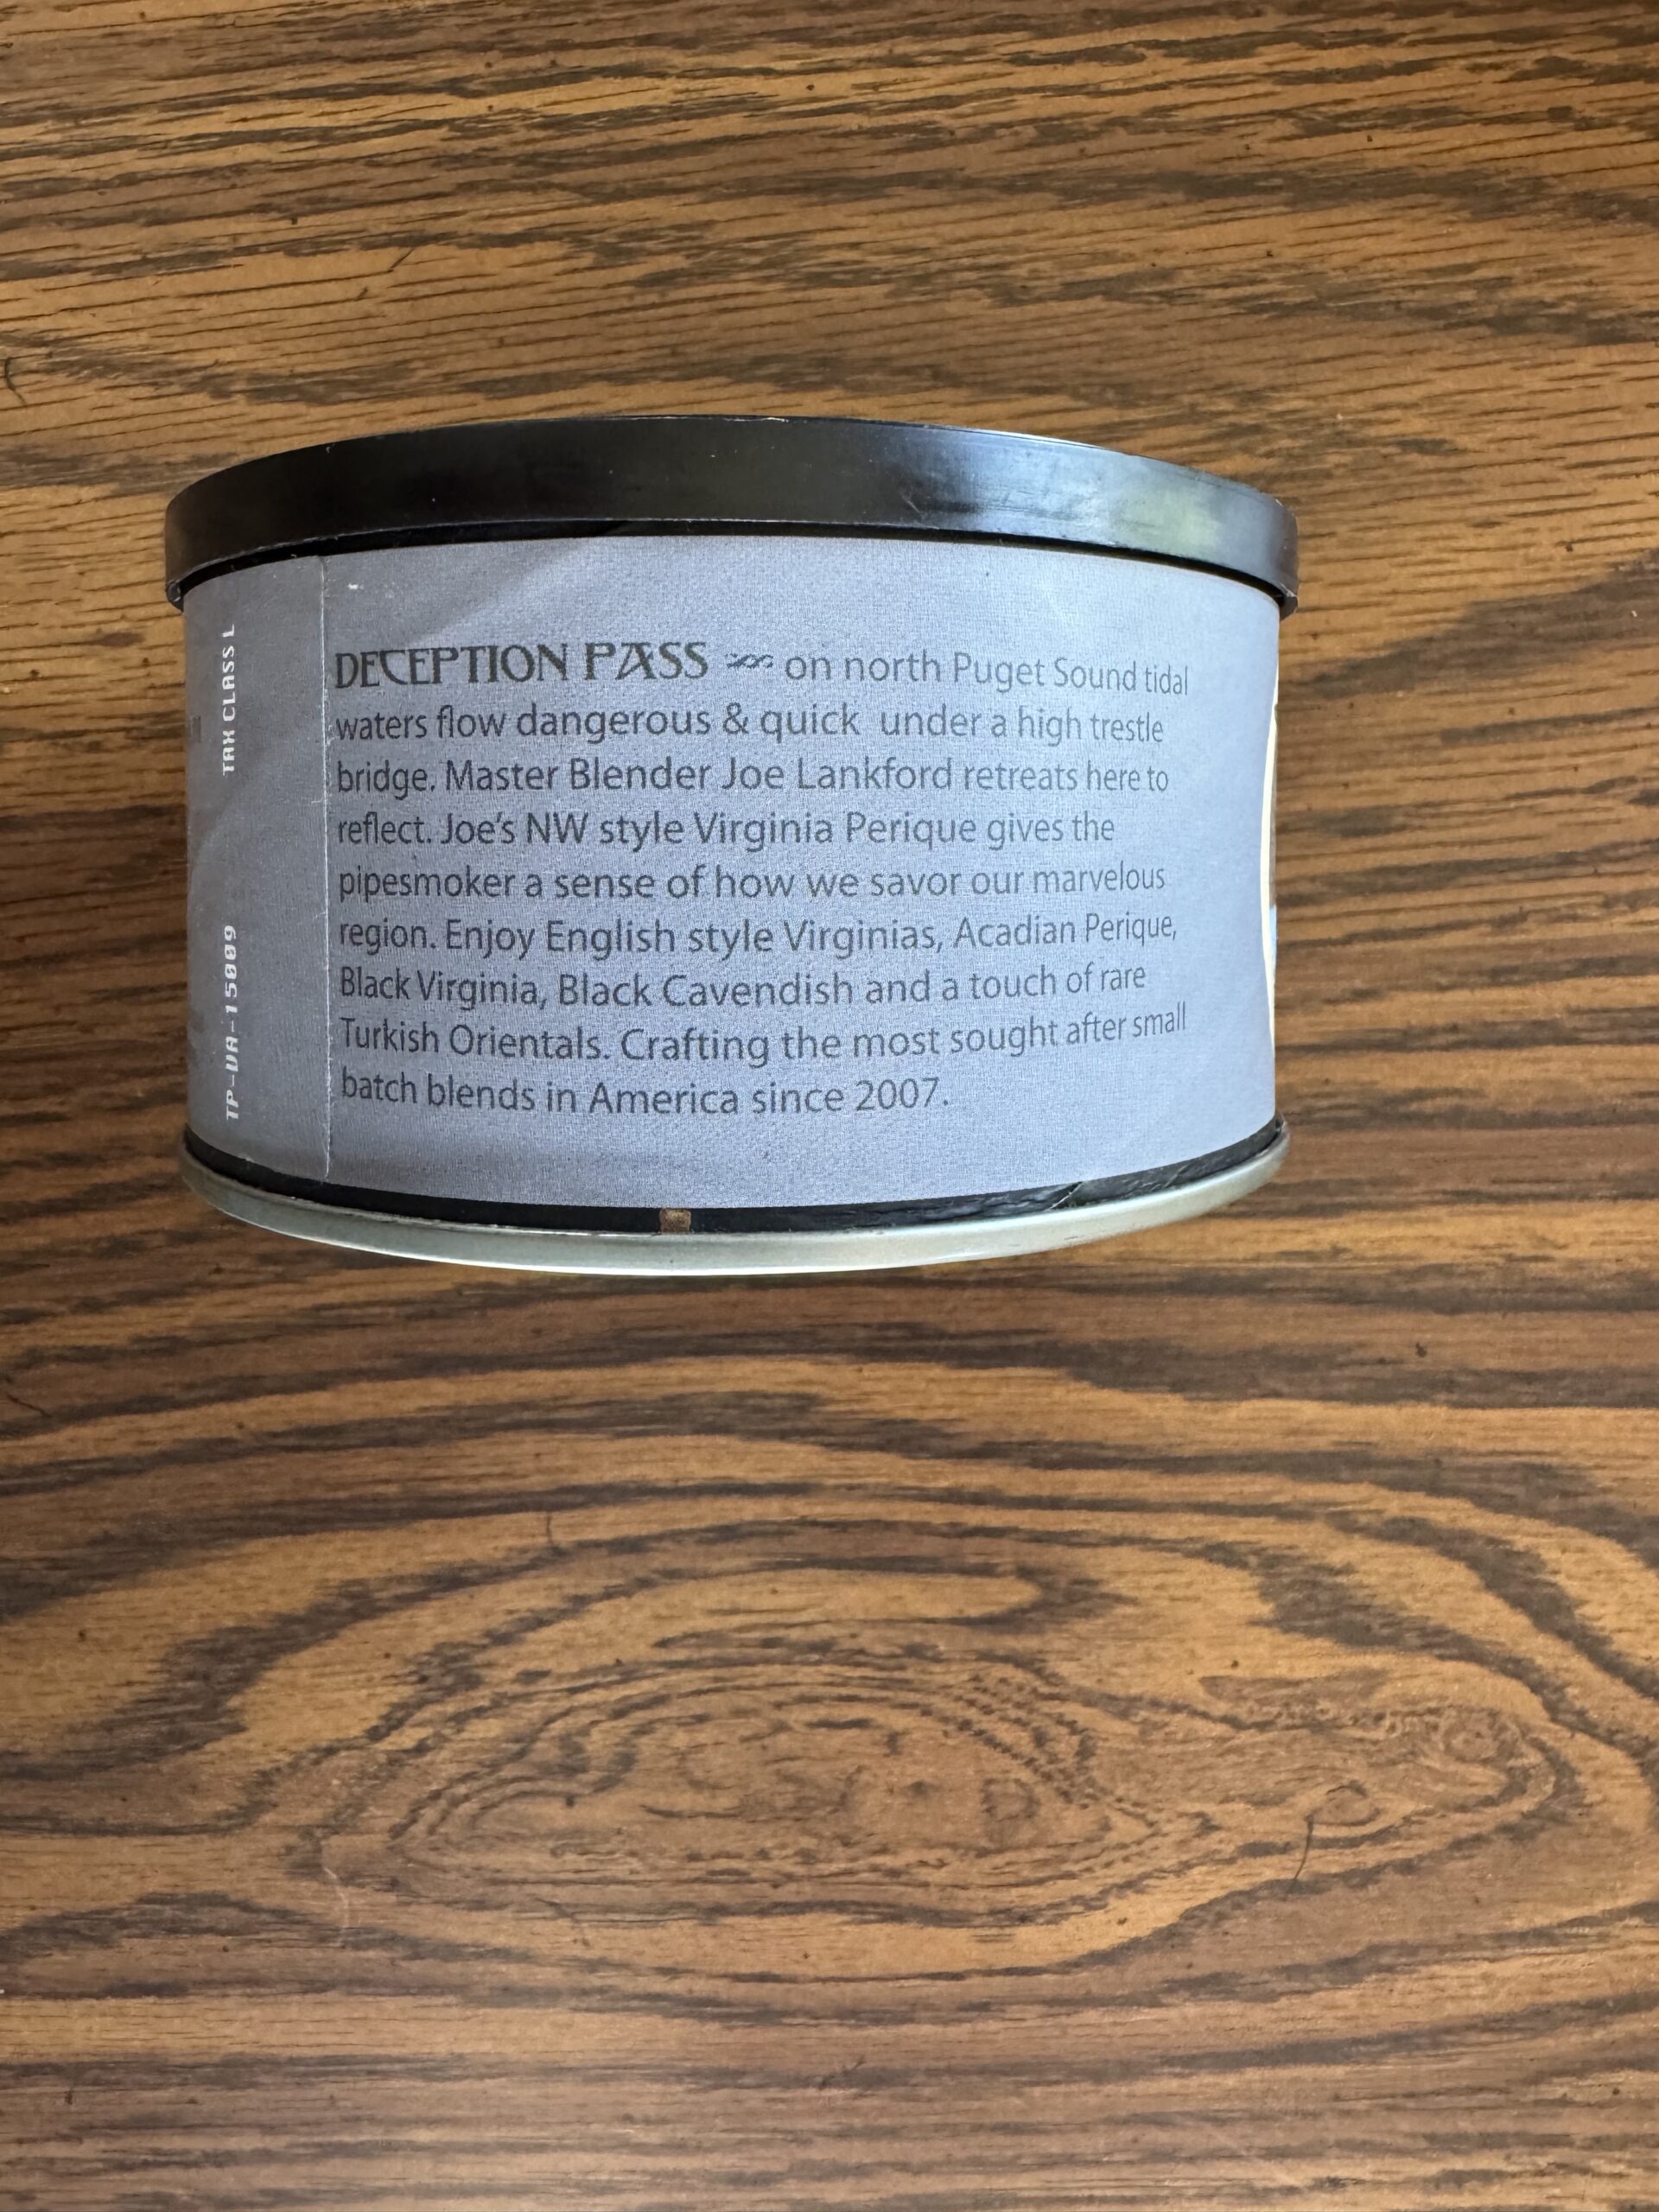 DECEPTION PASS on north Puget Sound tidal
waters flow dangerous & quick under a high trestle
bridge. Master Blender Joe Lankford retreats here to
reflect. Joe's NW style Virginia Perique gives the
pipesmoker a sense of how we savor our marvelous
region. Enjoy English style Virginias, Acadian Perique,
Black Virginia, Black Cavendish and a touch of rare
Turkish Orientals. Crafting the most sought after small
batch blends in America since 2007.
TP-VA-15009 TAX CLASS L